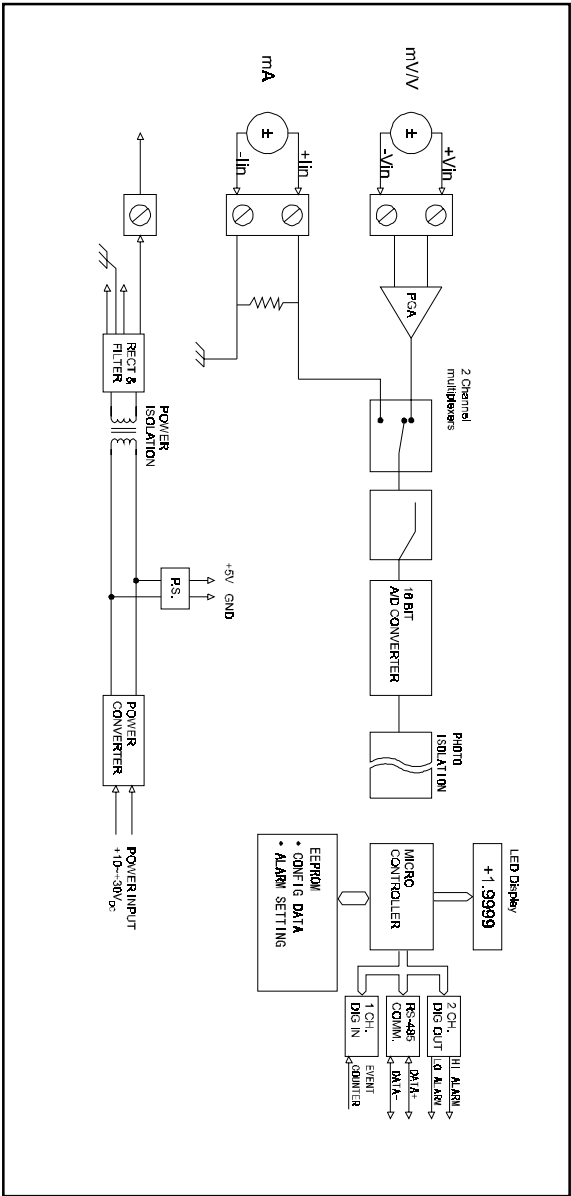 mV/V
+Vin
-Vin
PGA
mA
+Iin
-Iin
2 Channel
multiplexers
16 BIT
A/D CONVERTER
PHOTO
ISOLATION
LED Display
+1.9999
MICRO
CONTROLLER
EEPROM
• CONFIG DATA
• ALARM SETTING
2 CH.
DIG OUT
HI ALARM
LO ALARM
RS-485
COMM.
DATA+
DATA-
1 CH.
DIG IN
EVENT
COUNTER
RECT &
FILTER
POWER
ISOLATION
P.S.
+5V
GND
POWER
CONVERTER
POWER INPUT
+10~+30VDC